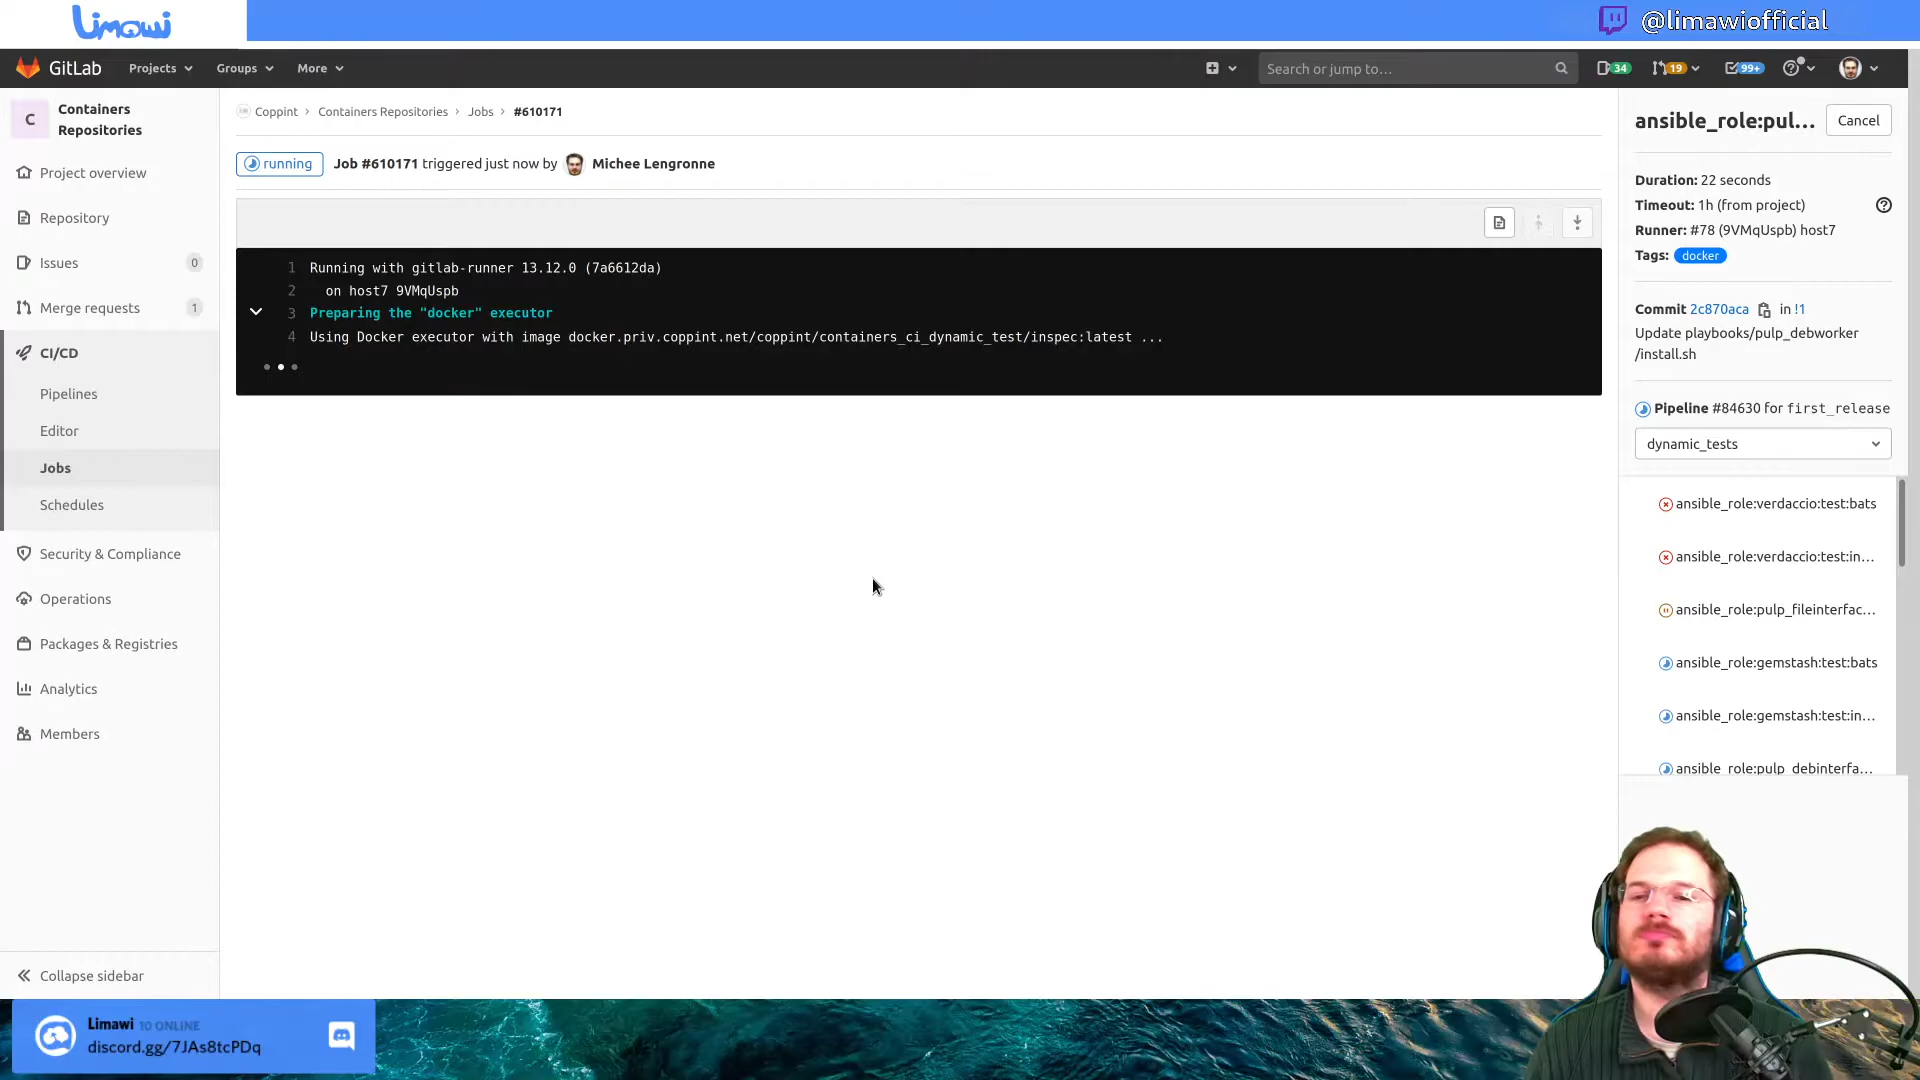 Limawi
@limawiofficial
GitLab
Projects
Groups
More
Search or jump to...
34
19
99+
C
Containers
Repositories
Project overview
Repository
Issues
0
Merge requests
1
CI/CD
Pipelines
Editor
Jobs
Schedules
Security & Compliance
Operations
Packages & Registries
Analytics
Members
Collapse sidebar
Coppint > Containers Repositories > Jobs > #610171
running
Job #610171 triggered just now by Michee Lengronne
1 Running with gitlab-runner 13.12.0 (7a6612da)
2 on host7 9VMqUspb
3 Preparing the "docker" executor
4 Using Docker executor with image docker.priv.coppint.net/coppint/containers_ci_dynamic_test/inspec:latest ...
ansible_role:pul...
Cancel
Duration: 22 seconds
Timeout: 1h (from project)
Runner: #78 (9VMqUspb) host7
Tags: docker
Commit 2c870aca in !1
Update playbooks/pulp_debworker
/install.sh
Pipeline #84630 for first_release
dynamic_tests
ansible_role:verdaccio:test:bats
ansible_role:verdaccio:test:in...
ansible_role:pulp_fileinterfac...
ansible_role:gemstash:test:bats
ansible_role:gemstash:test:in...
ansible_role:pulp_debinterfa...
Limawi 10 ONLINE
discord.gg/7JAs8tcPDq